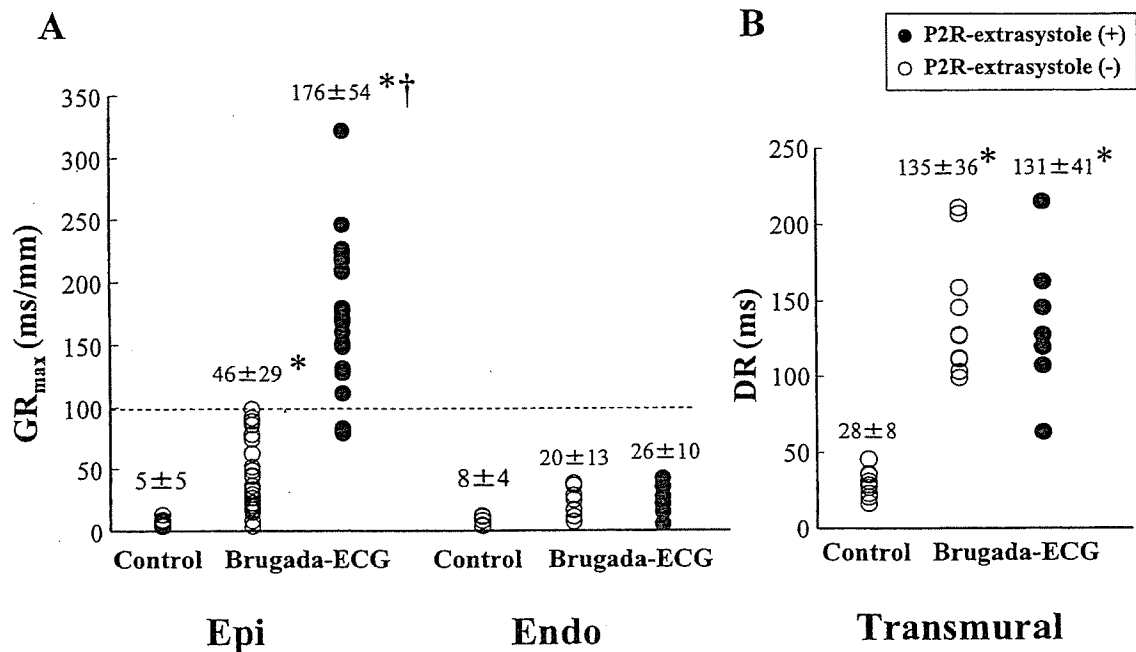 A
B
P2R-extrasystole (+)
P2R-extrasystole (-)
GRmax (ms/mm)
350
300
250
200
150
100
50
0
5±5
46±29 *
176±54 *†
8±4
20±13
26±10
Control Brugada-ECG Control Brugada-ECG
Epi Endo
DR (ms)
250
200
150
100
50
0
28±8
135±36 *
131±41 *
Control Brugada-ECG
Transmural